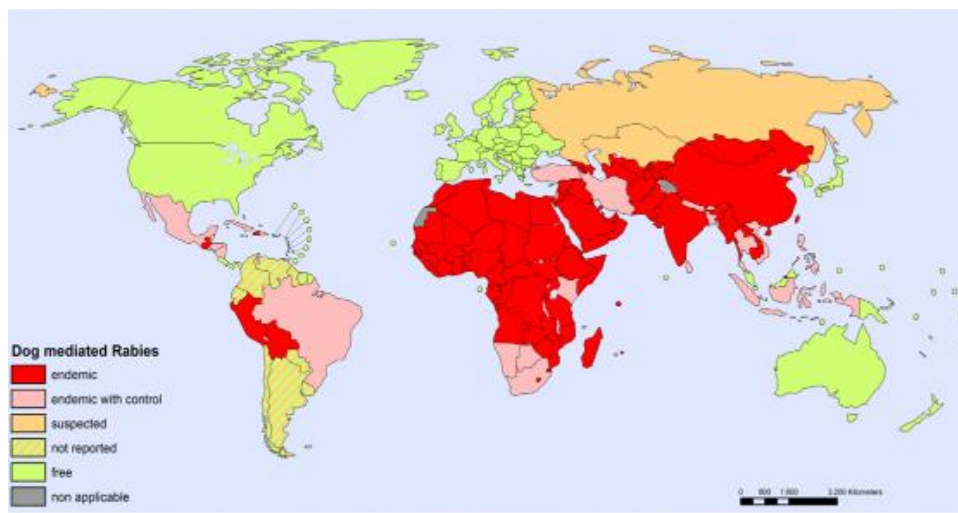 Dog mediated Rabies
endemic
endemic with control
suspected
not reported
free
non applicable
0 800 1.600 3.200 Kilometers